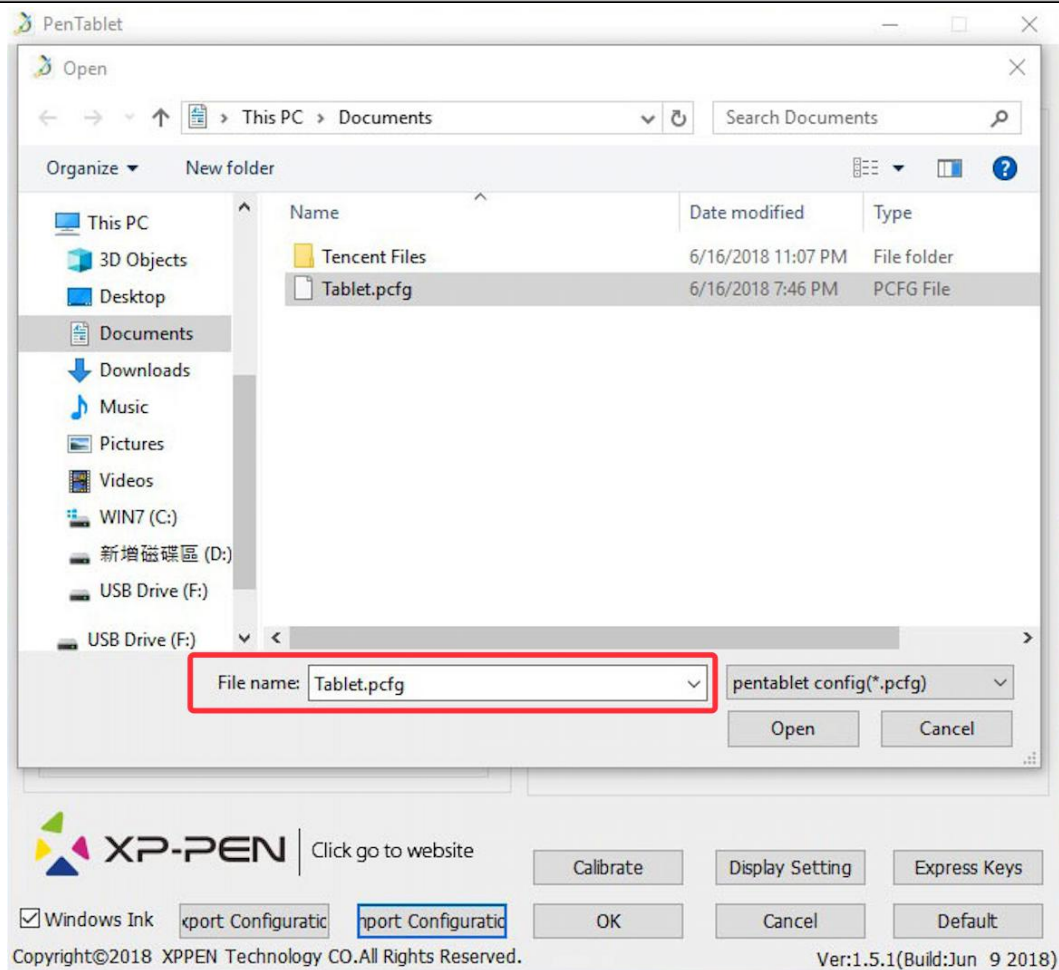 PenTablet
Open
This PC > Documents
Search Documents
Organize
New folder
Name Date modified Type
This PC
3D Objects
Desktop
Documents
Downloads
Music
Pictures
Videos
WIN7 (C:)
新增磁碟區 (D:)
USB Drive (F:)
USB Drive (F:)
Tencent Files 6/16/2018 11:07 PM File folder
Tablet.pcfg 6/16/2018 7:46 PM PCFG File
File name: Tablet.pcfg pentablet config(*.pcfg)
Open Cancel
XP-PEN Click go to website
Calibrate Display Setting Express Keys
Windows Ink xport Configuratic nport Configuratic OK Cancel Default
Copyright©2018 XPPEN Technology CO.All Rights Reserved. Ver:1.5.1(Build:Jun 9 2018)